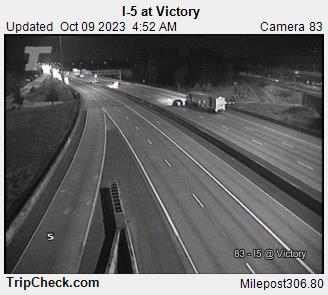 I-5 at Victory
Updated Oct 09 2023 4:52 AM Camera 83
S
83 - I5 @ Victory
TripCheck.com Milepost306.80